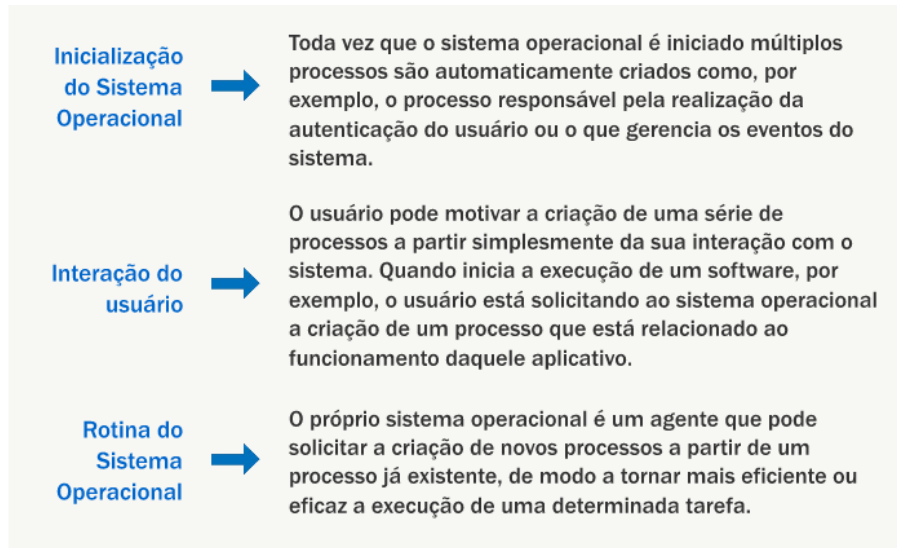 Inicialização
do Sistema
Operacional
Toda vez que o sistema operacional é iniciado múltiplos
processos são automaticamente criados como, por
exemplo, o processo responsável pela realização da
autenticação do usuário ou o que gerencia os eventos do
sistema.
Interação do
usuário
O usuário pode motivar a criação de uma série de
processos a partir simplesmente da sua interação com o
sistema. Quando inicia a execução de um software, por
exemplo, o usuário está solicitando ao sistema operacional
a criação de um processo que está relacionado ao
funcionamento daquele aplicativo.
Rotina do
Sistema
Operacional
O próprio sistema operacional é um agente que pode
solicitar a criação de novos processos a partir de um
processo já existente, de modo a tornar mais eficiente ou
eficaz a execução de uma determinada tarefa.